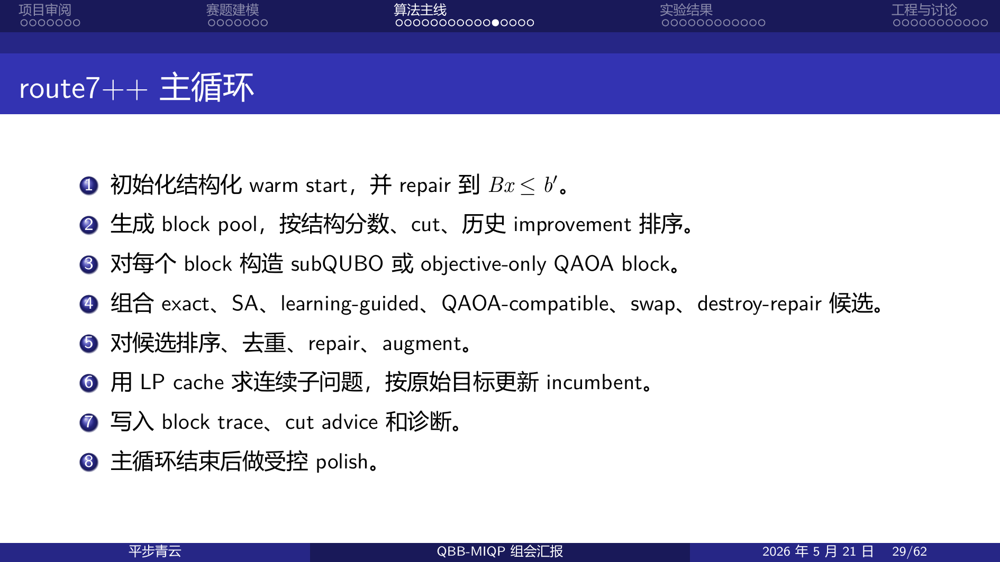 项目审阅 赛题建模 算法主线 实验结果 工程与讨论
route7++ 主循环
1 初始化结构化 warm start，并 repair 到 Bx ≤ b′。
2 生成 block pool，按结构分数、cut、历史 improvement 排序。
3 对每个 block 构造 subQUBO 或 objective-only QAOA block。
4 组合 exact、SA、learning-guided、QAOA-compatible、swap、destroy-repair 候选。
5 对候选排序、去重、repair、augment。
6 用 LP cache 求连续子问题，按原始目标更新 incumbent。
7 写入 block trace、cut advice 和诊断。
8 主循环结束后做受控 polish。
平步青云 QBB-MIQP 组会汇报 2026 年 5 月 21 日 29/62